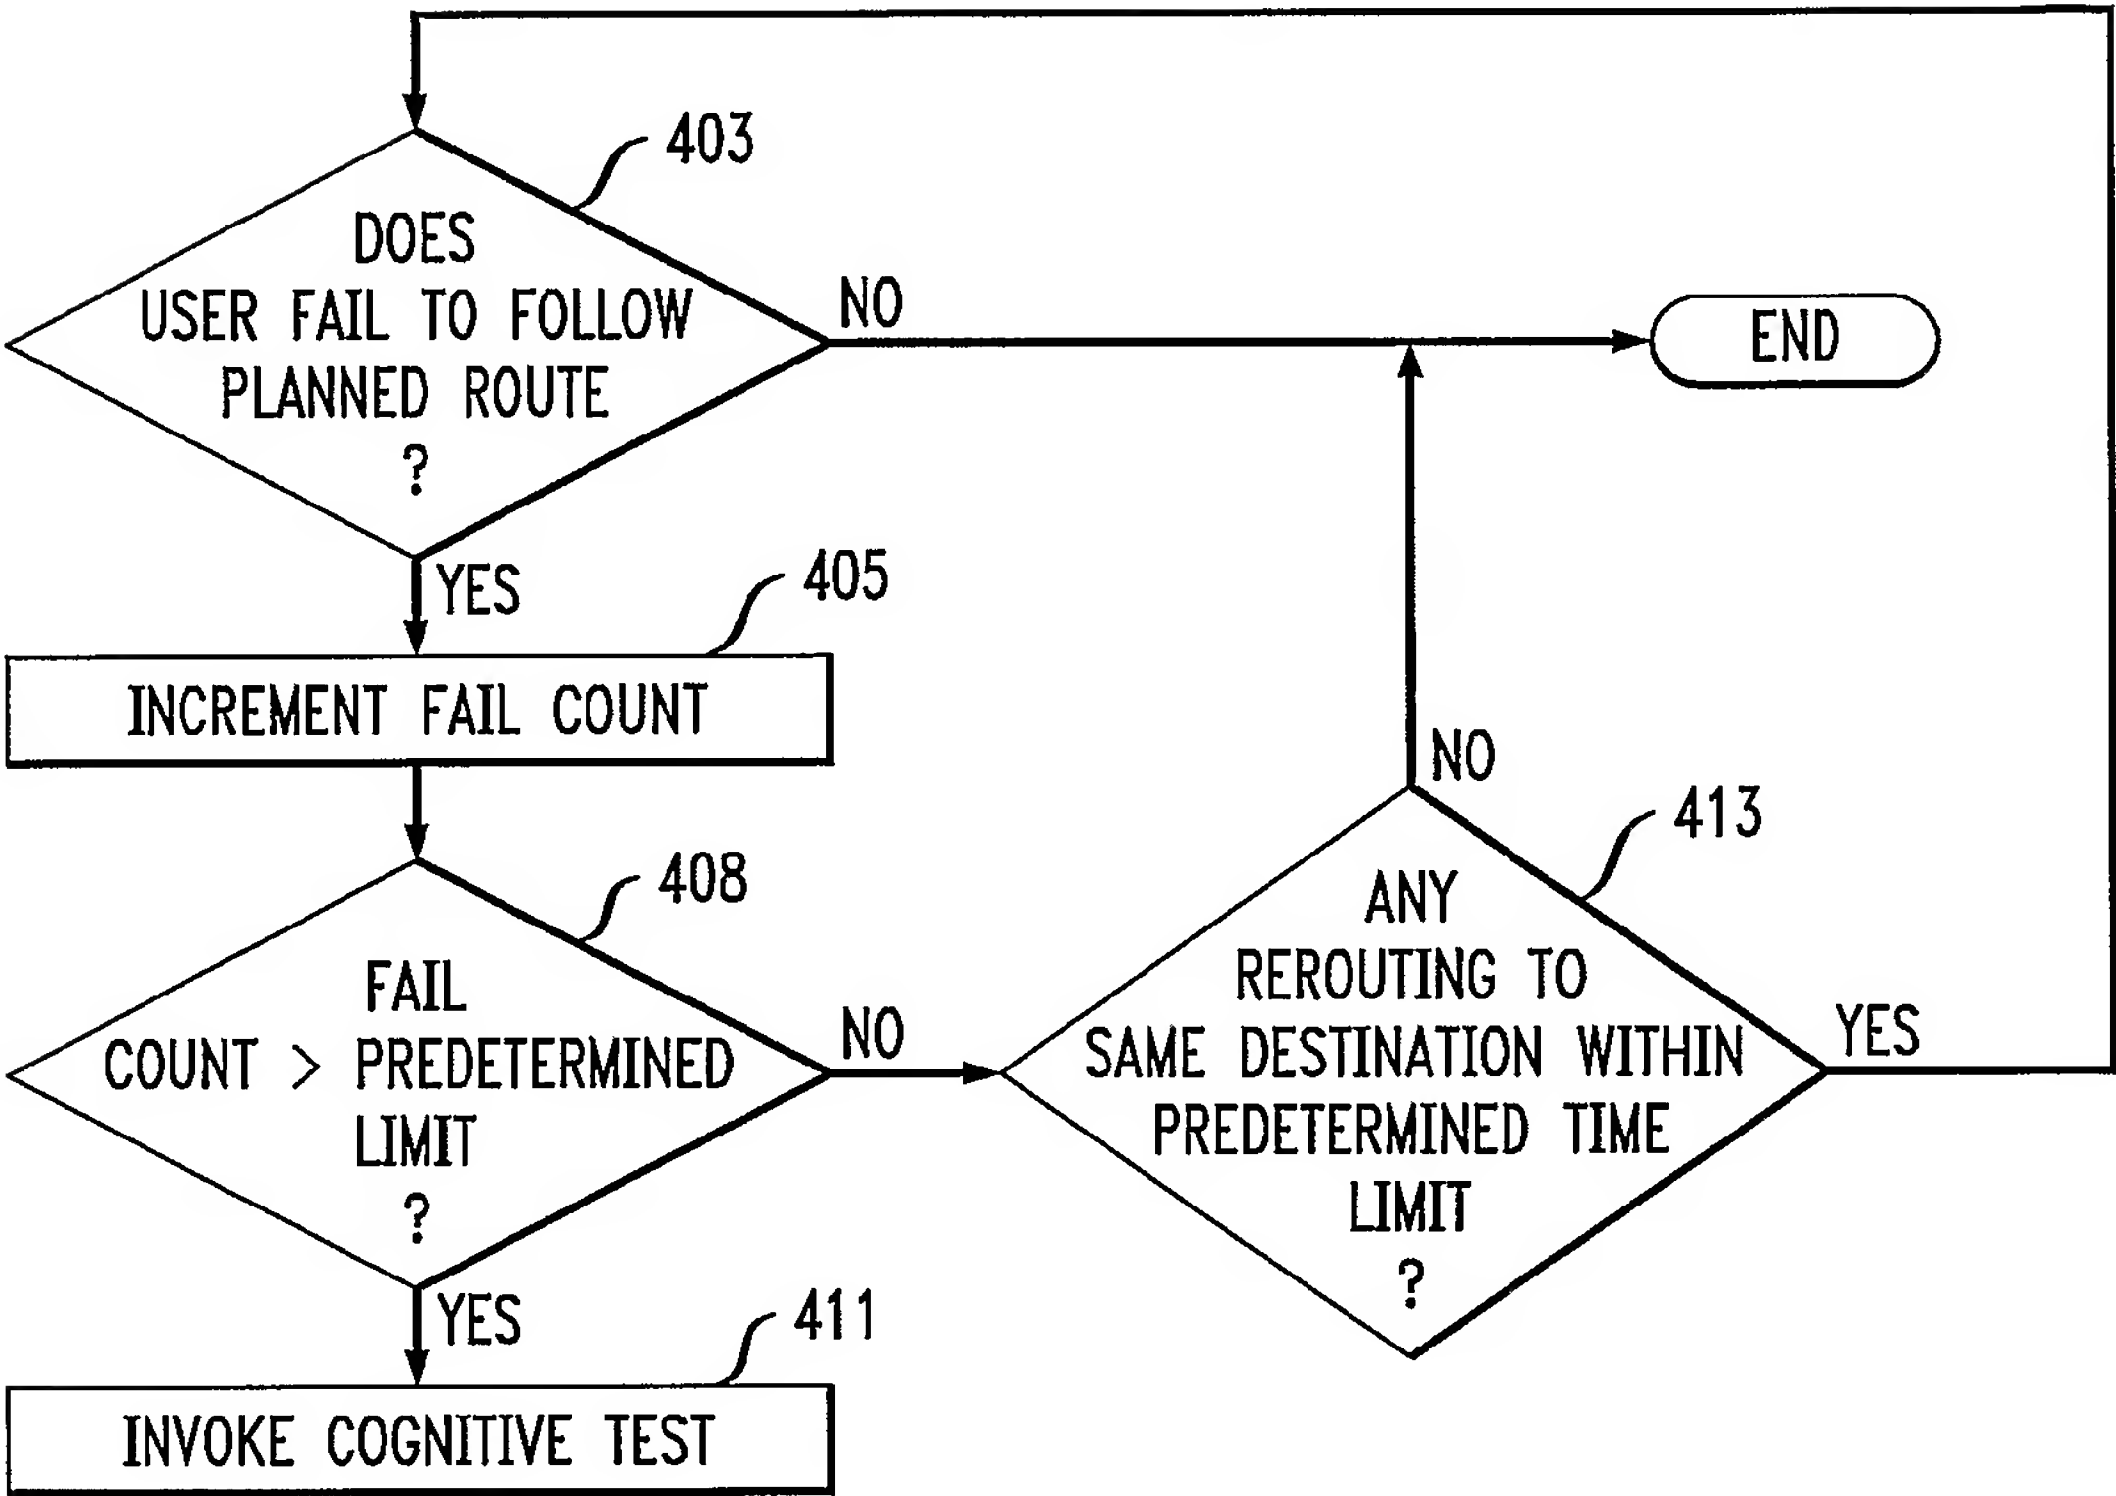 403
DOES
USER FAIL TO FOLLOW
PLANNED ROUTE
?
NO
END
YES
405
INCREMENT FAIL COUNT
408
FAIL
COUNT > PREDETERMINED
LIMIT
?
NO
YES
411
INVOKE COGNITIVE TEST
NO
413
ANY
REROUTING TO
SAME DESTINATION WITHIN
PREDETERMINED TIME
LIMIT
?
YES